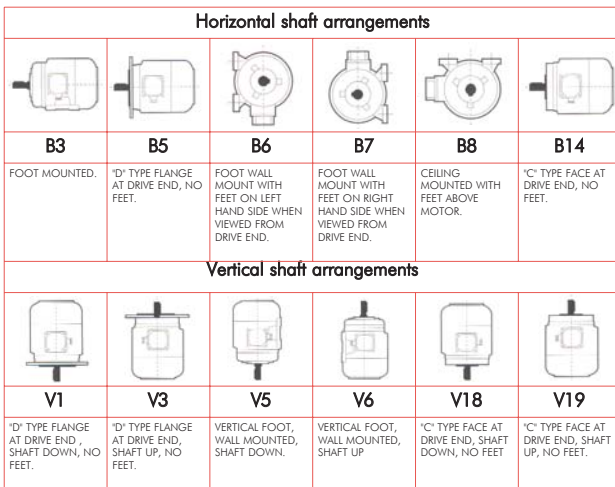 Horizontal shaft arrangements
B3
B5
B6
B7
B8
B14
FOOT MOUNTED.
"D" TYPE FLANGE
AT DRIVE END, NO
FEET.
FOOT WALL
MOUNT WITH
FEET ON LEFT
HAND SIDE WHEN
VIEWED FROM
DRIVE END.
FOOT WALL
MOUNT WITH
FEET ON RIGHT
HAND SIDE WHEN
VIEWED FROM
DRIVE END.
CEILING
MOUNTED WITH
FEET ABOVE
MOTOR.
"C" TYPE FACE AT
DRIVE END, NO
FEET.
Vertical shaft arrangements
V1
V3
V5
V6
V18
V19
"D" TYPE FLANGE
AT DRIVE END ,
SHAFT DOWN, NO
FEET.
"D" TYPE FLANGE
AT DRIVE END,
SHAFT UP, NO
FEET.
VERTICAL FOOT,
WALL MOUNTED,
SHAFT DOWN.
VERTICAL FOOT,
WALL MOUNTED,
SHAFT UP
"C" TYPE FACE AT
DRIVE END, SHAFT
DOWN, NO FEET
"C" TYPE FACE AT
DRIVE END, SHAFT
UP, NO FEET.